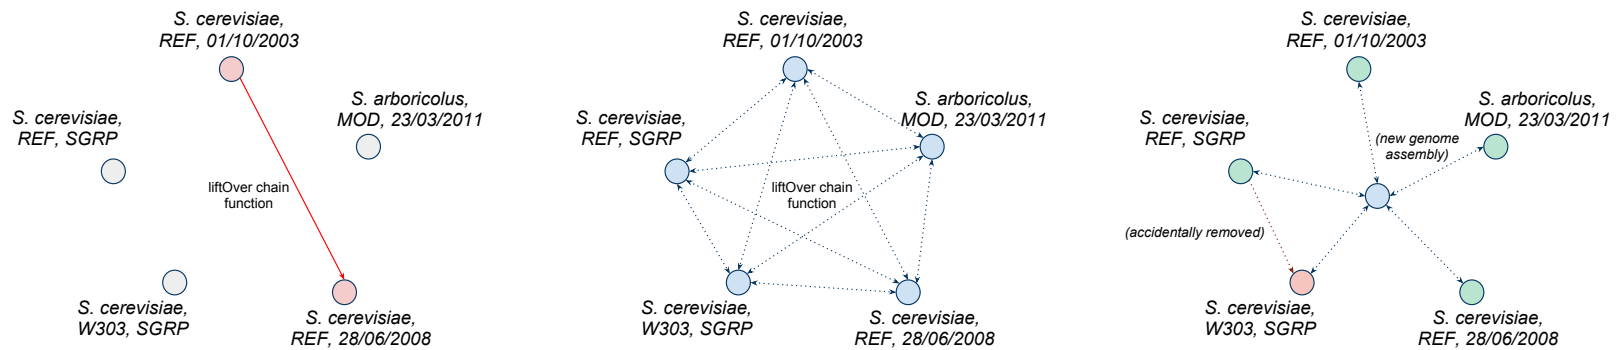 S. cerevisiae,
REF, 01/10/2003
S. arboricolus,
MOD, 23/03/2011
S. cerevisiae,
REF, SGRP
liftOver chain
function
S. cerevisiae,
W303, SGRP
S. cerevisiae,
REF, 28/06/2008
S. cerevisiae,
REF, 01/10/2003
S. arboricolus,
MOD, 23/03/2011
S. cerevisiae,
REF, SGRP
liftOver chain
function
S. cerevisiae,
W303, SGRP
S. cerevisiae,
REF, 28/06/2008
S. cerevisiae,
REF, 01/10/2003
S. arboricolus,
MOD, 23/03/2011
S. cerevisiae,
REF, SGRP
(new genome
assembly)
(accidentally removed)
S. cerevisiae,
W303, SGRP
S. cerevisiae,
REF, 28/06/2008